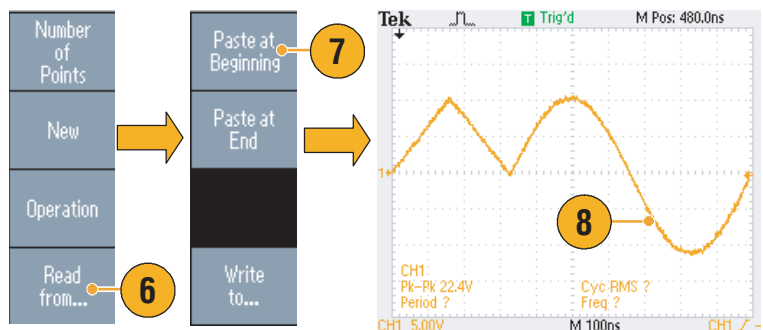 Number
of
Points
New
Operation
Read
from...
6
Paste at
Beginning
7
Paste at
End
Write
to...
Tek T Trig'd M Pos: 480.0ns
1
8
CH1
Pk-Pk 22.4V Cyc RMS ?
Period ? Freq ?
CH1 5.00V M 100ns CH1